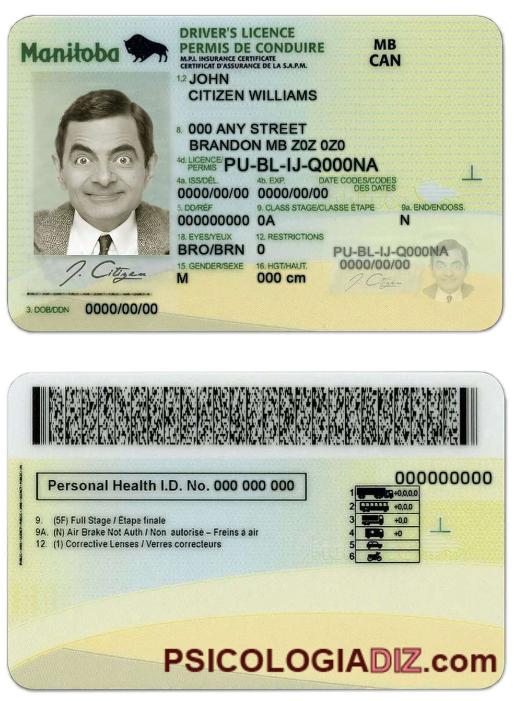 Manitoba
DRIVER'S LICENCE
PERMIS DE CONDUIRE
M.P.I. INSURANCE CERTIFICATE
CERTIFICAT D'ASSURANCE DE LA S.A.P.M.
MB
CAN
1,2 JOHN
CITIZEN WILLIAMS
8. 000 ANY STREET
BRANDON MB Z0Z 0Z0
4d. LICENCE/PERMIS PU-BL-IJ-Q000NA
4a. ISS/DÉL. 4b. EXP. DATE CODES/CODES DES DATES
0000/00/00 0000/00/00
5. DD/RÉF 9. CLASS STAGE/CLASSE ÉTAPE 9a. END/ENDOSS.
000000000 0A N
18. EYES/YEUX 12. RESTRICTIONS
BRO/BRN 0
15. GENDER/SEXE 16. HGT/HAUT.
M 000 cm
PU-BL-IJ-Q000NA
0000/00/00
J. Citizen
J. Citizen
3. DOB/DDN 0000/00/00
Personal Health I.D. No. 000 000 000
000000000
9. (5F) Full Stage / Étape finale
9A. (N) Air Brake Not Auth / Non autorisé – Freins à air
12. (1) Corrective Lenses / Verres correcteurs
1 +0,0,0,0
2 +0,0,0
3 +0,0
4 +0
5
6
PSICOLOGIADIZ.com